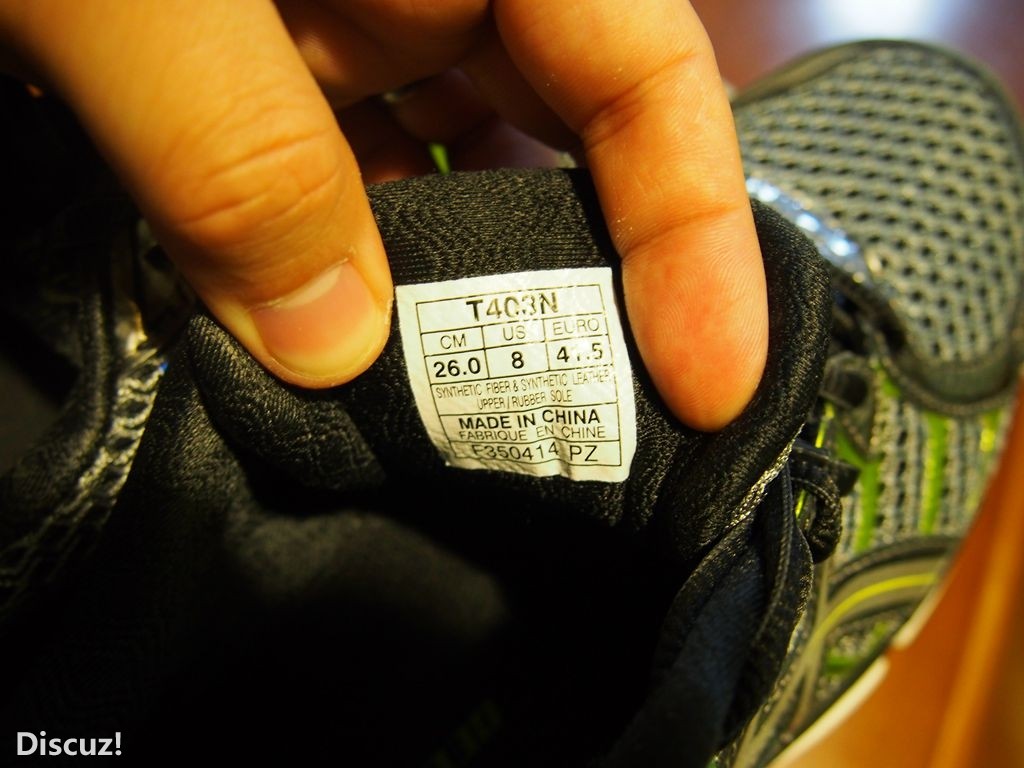 T403N
CM US EURO
26.0 8 41.5
SYNTHETIC FIBER & SYNTHETIC LEATHER
UPPER / RUBBER SOLE
MADE IN CHINA
FABRIQUE EN CHINE
F350414 PZ
Discuz!